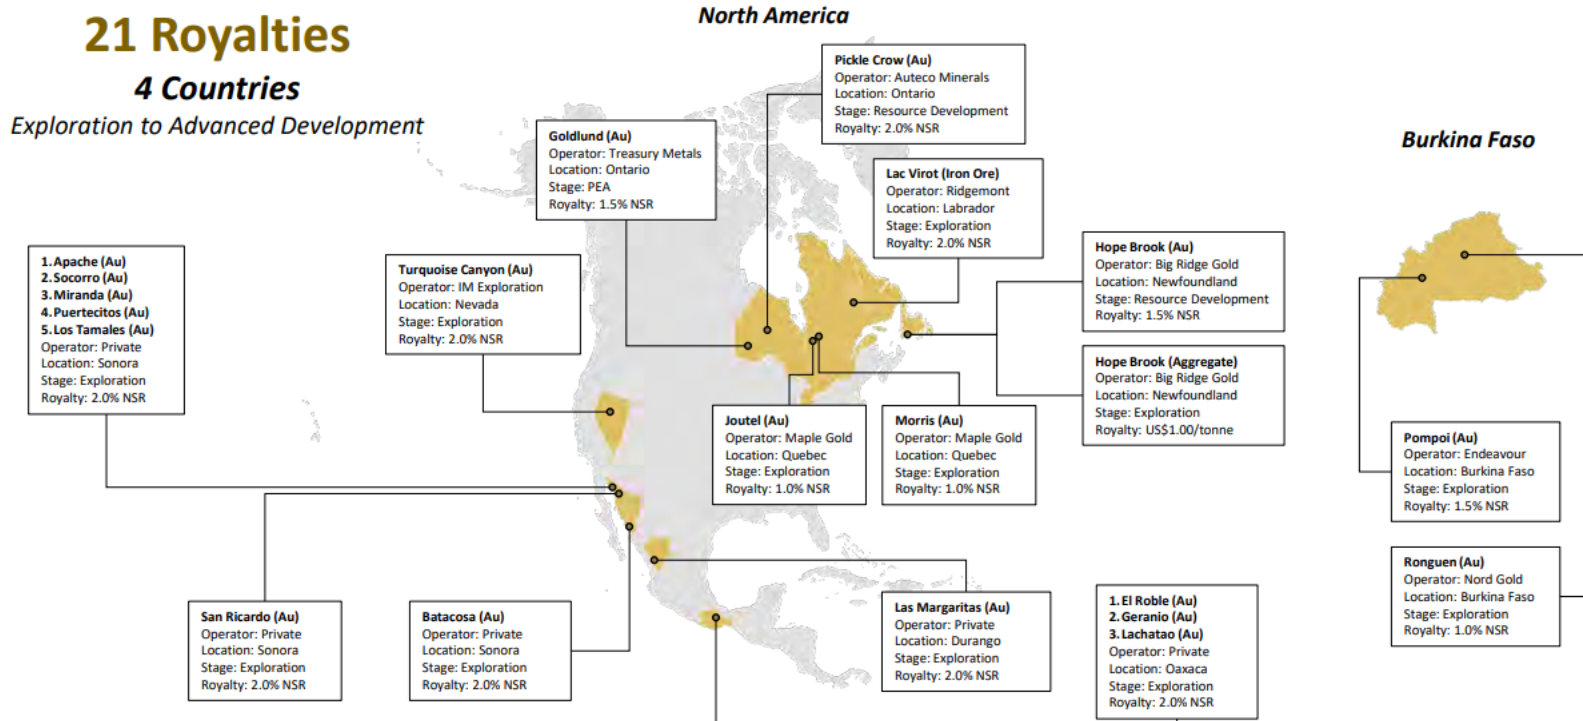 21 Royalties
4 Countries
Exploration to Advanced Development
North America
Burkina Faso
Pickle Crow (Au)
Operator: Auteco Minerals
Location: Ontario
Stage: Resource Development
Royalty: 2.0% NSR
Goldlund (Au)
Operator: Treasury Metals
Location: Ontario
Stage: PEA
Royalty: 1.5% NSR
Lac Virot (Iron Ore)
Operator: Ridgemont
Location: Labrador
Stage: Exploration
Royalty: 2.0% NSR
Hope Brook (Au)
Operator: Big Ridge Gold
Location: Newfoundland
Stage: Resource Development
Royalty: 1.5% NSR
1. Apache (Au)
2. Socorro (Au)
3. Miranda (Au)
4. Puertecitos (Au)
5. Los Tamales (Au)
Operator: Private
Location: Sonora
Stage: Exploration
Royalty: 2.0% NSR
Turquoise Canyon (Au)
Operator: IM Exploration
Location: Nevada
Stage: Exploration
Royalty: 2.0% NSR
Hope Brook (Aggregate)
Operator: Big Ridge Gold
Location: Newfoundland
Stage: Exploration
Royalty: US$1.00/tonne
Joutel (Au)
Operator: Maple Gold
Location: Quebec
Stage: Exploration
Royalty: 1.0% NSR
Morris (Au)
Operator: Maple Gold
Location: Quebec
Stage: Exploration
Royalty: 1.0% NSR
Pompoi (Au)
Operator: Endeavour
Location: Burkina Faso
Stage: Exploration
Royalty: 1.5% NSR
Ronguen (Au)
Operator: Nord Gold
Location: Burkina Faso
Stage: Exploration
Royalty: 1.0% NSR
San Ricardo (Au)
Operator: Private
Location: Sonora
Stage: Exploration
Royalty: 2.0% NSR
Batacosa (Au)
Operator: Private
Location: Sonora
Stage: Exploration
Royalty: 2.0% NSR
Las Margaritas (Au)
Operator: Private
Location: Durango
Stage: Exploration
Royalty: 2.0% NSR
1. El Roble (Au)
2. Geranio (Au)
3. Lachatao (Au)
Operator: Private
Location: Oaxaca
Stage: Exploration
Royalty: 2.0% NSR